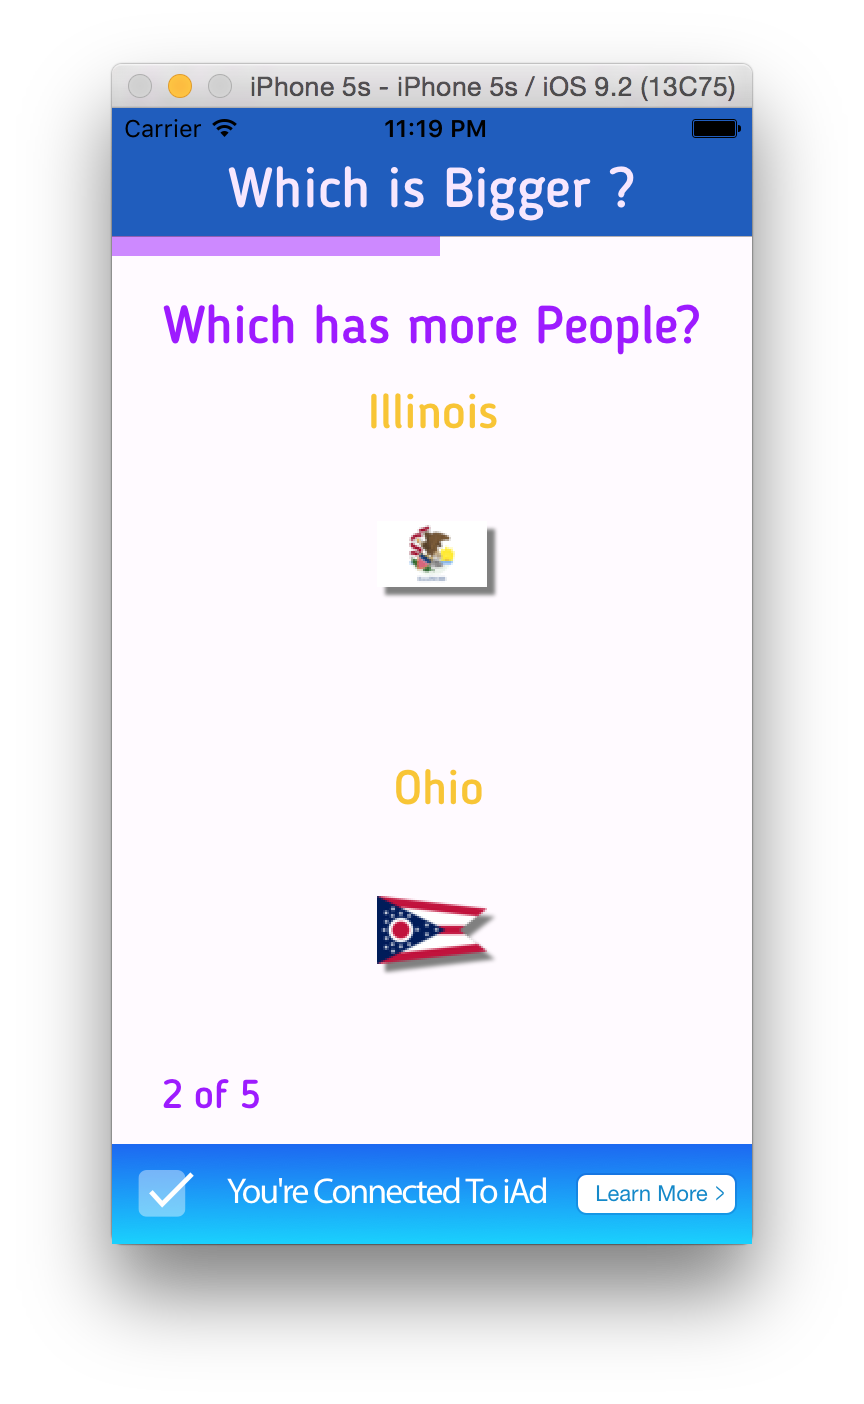 iPhone 5s - iPhone 5s / iOS 9.2 (13C75)
Carrier 11:19 PM
Which is Bigger ?
Which has more People?
Illinois
Ohio
2 of 5
You're Connected To iAd Learn More >